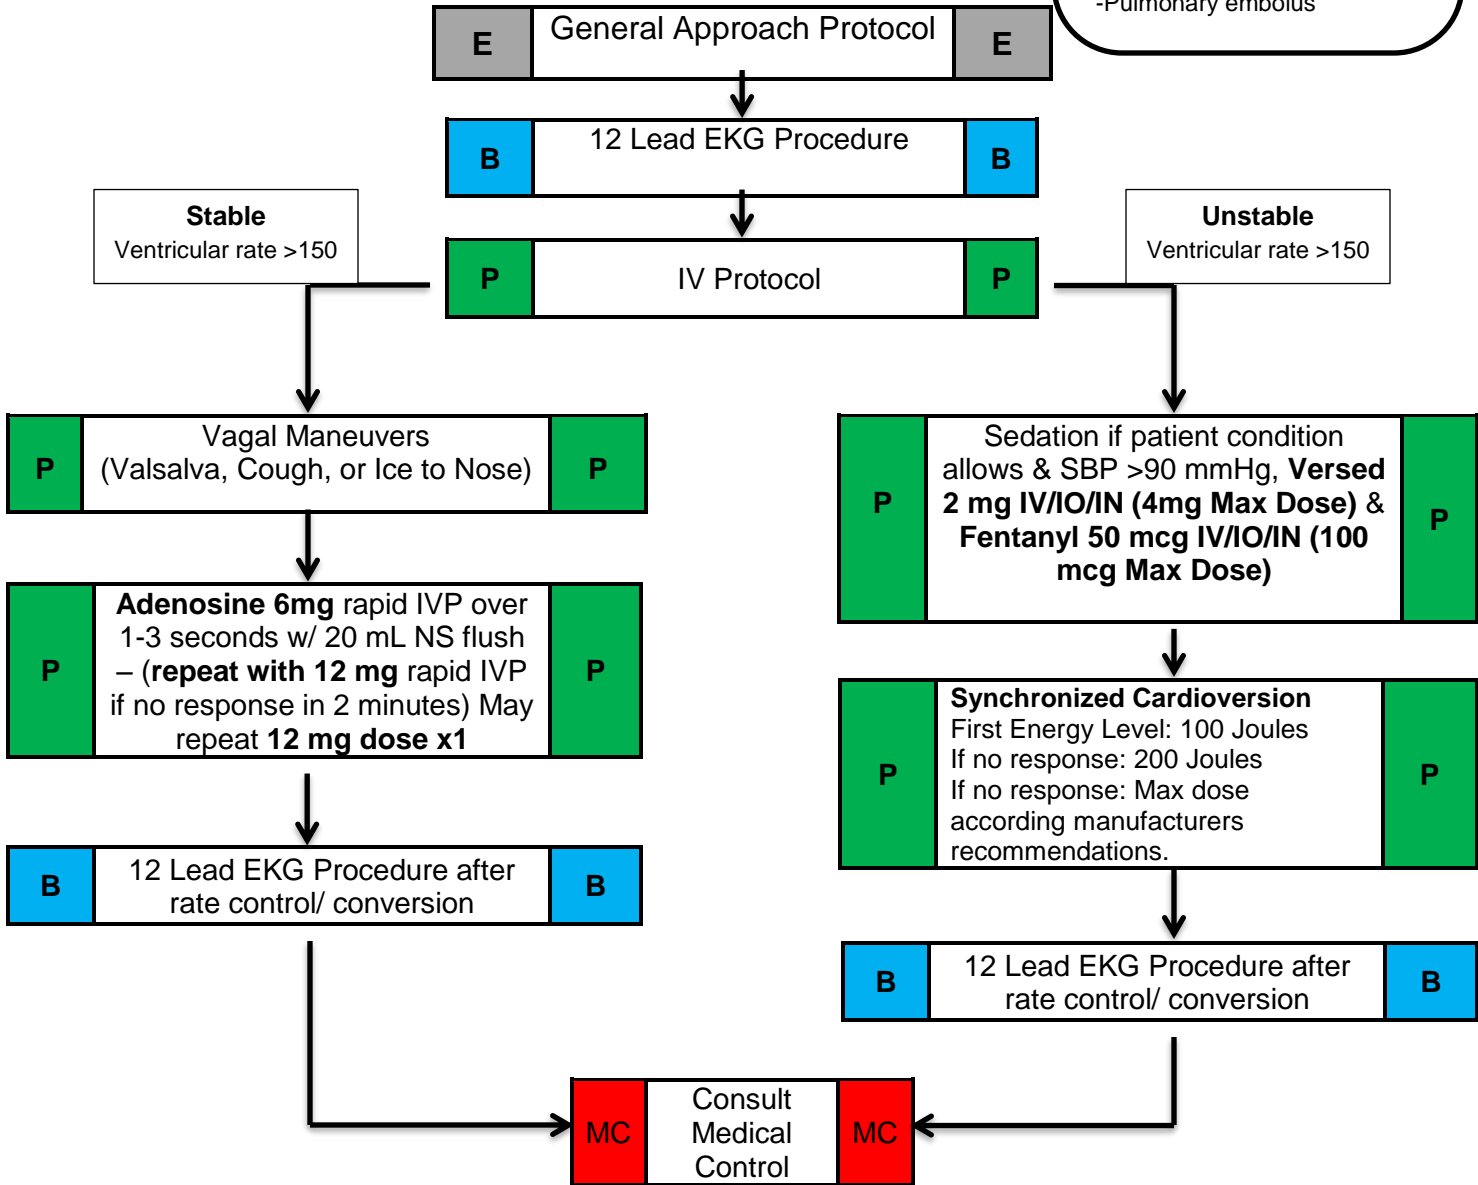 -Pulmonary embolus
E
General Approach Protocol
E
B
12 Lead EKG Procedure
B
Stable
Ventricular rate >150
Unstable
Ventricular rate >150
P
IV Protocol
P
P
Vagal Maneuvers
(Valsalva, Cough, or Ice to Nose)
P
P
Adenosine 6mg rapid IVP over
1-3 seconds w/ 20 mL NS flush
– (repeat with 12 mg rapid IVP
if no response in 2 minutes) May
repeat 12 mg dose x1
P
B
12 Lead EKG Procedure after
rate control/ conversion
B
P
Sedation if patient condition
allows & SBP >90 mmHg, Versed
2 mg IV/IO/IN (4mg Max Dose) &
Fentanyl 50 mcg IV/IO/IN (100
mcg Max Dose)
P
P
Synchronized Cardioversion
First Energy Level: 100 Joules
If no response: 200 Joules
If no response: Max dose
according manufacturers
recommendations.
P
B
12 Lead EKG Procedure after
rate control/ conversion
B
MC
Consult
Medical
Control
MC